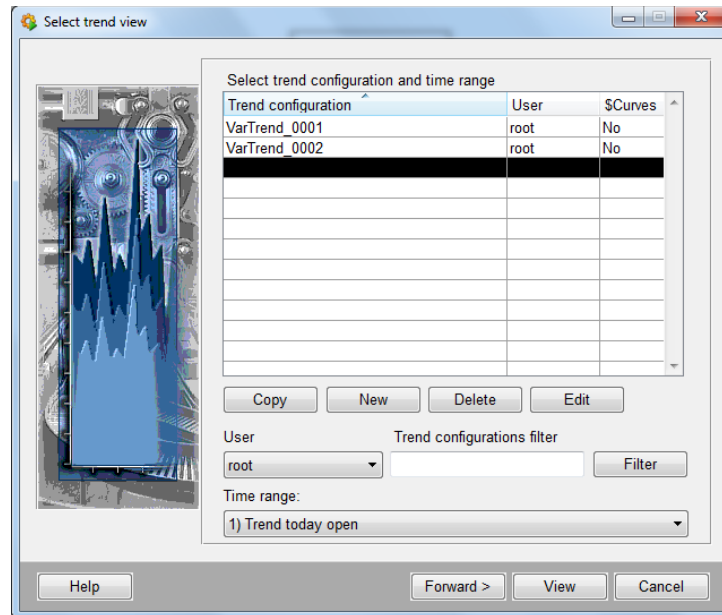 Select trend view
Select trend configuration and time range
Trend configuration User $Curves
VarTrend_0001 root No
VarTrend_0002 root No
Copy New Delete Edit
User Trend configurations filter
root Filter
Time range:
1) Trend today open
Help Forward > View Cancel